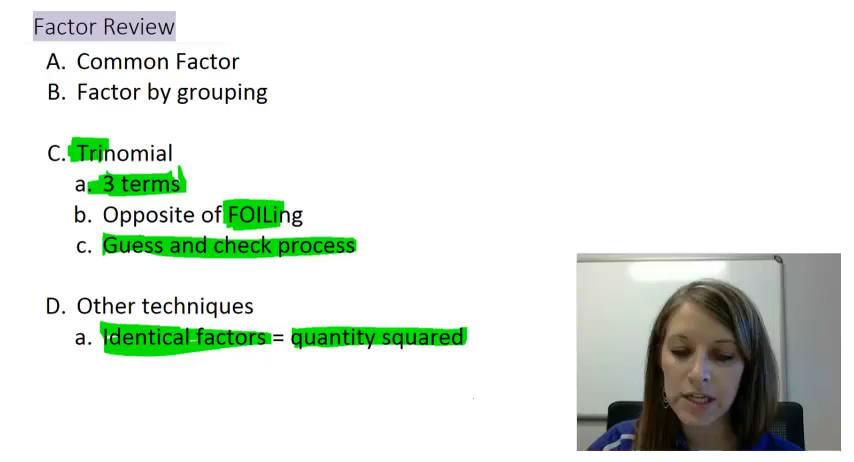 Factor Review
A. Common Factor
B. Factor by grouping
C. Trinomial
a. 3 terms
b. Opposite of FOILing
c. Guess and check process
D. Other techniques
a. Identical factors = quantity squared